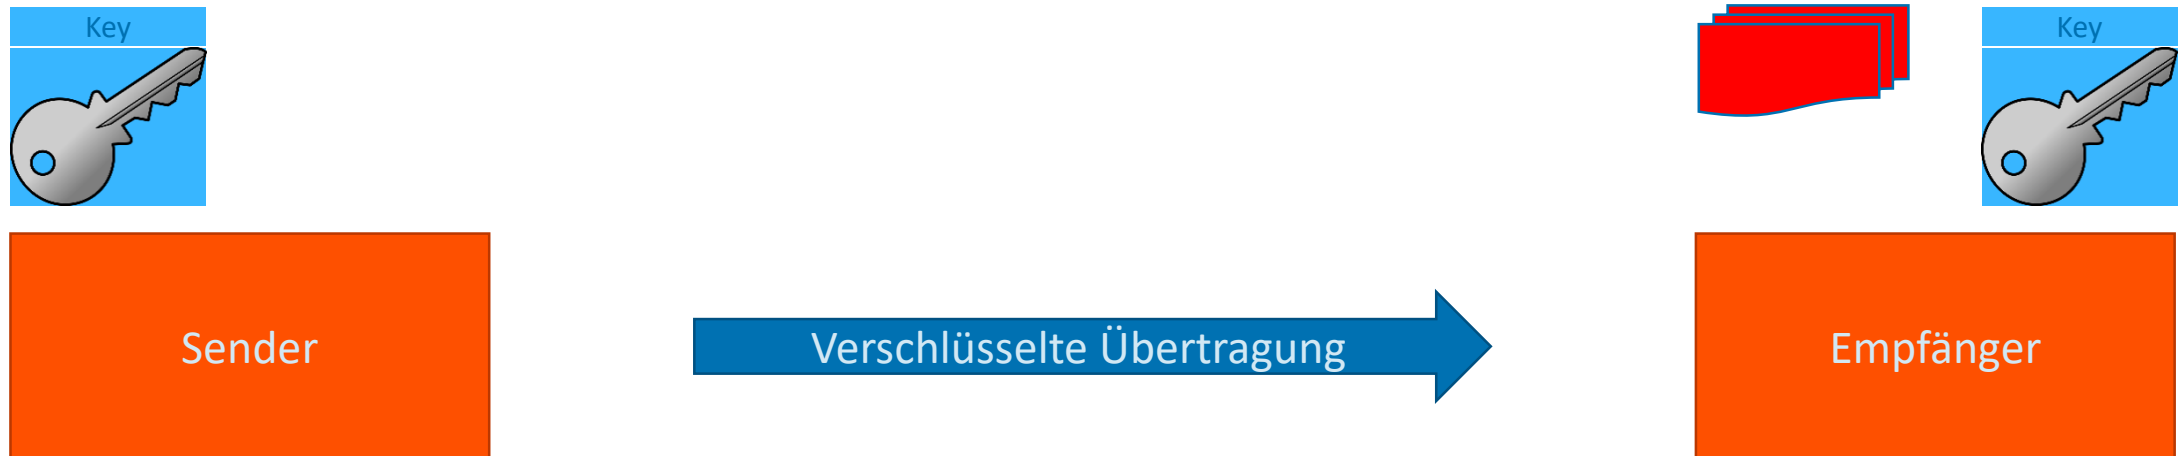 Key
Key
Sender
Verschlüsselte Übertragung
Empfänger